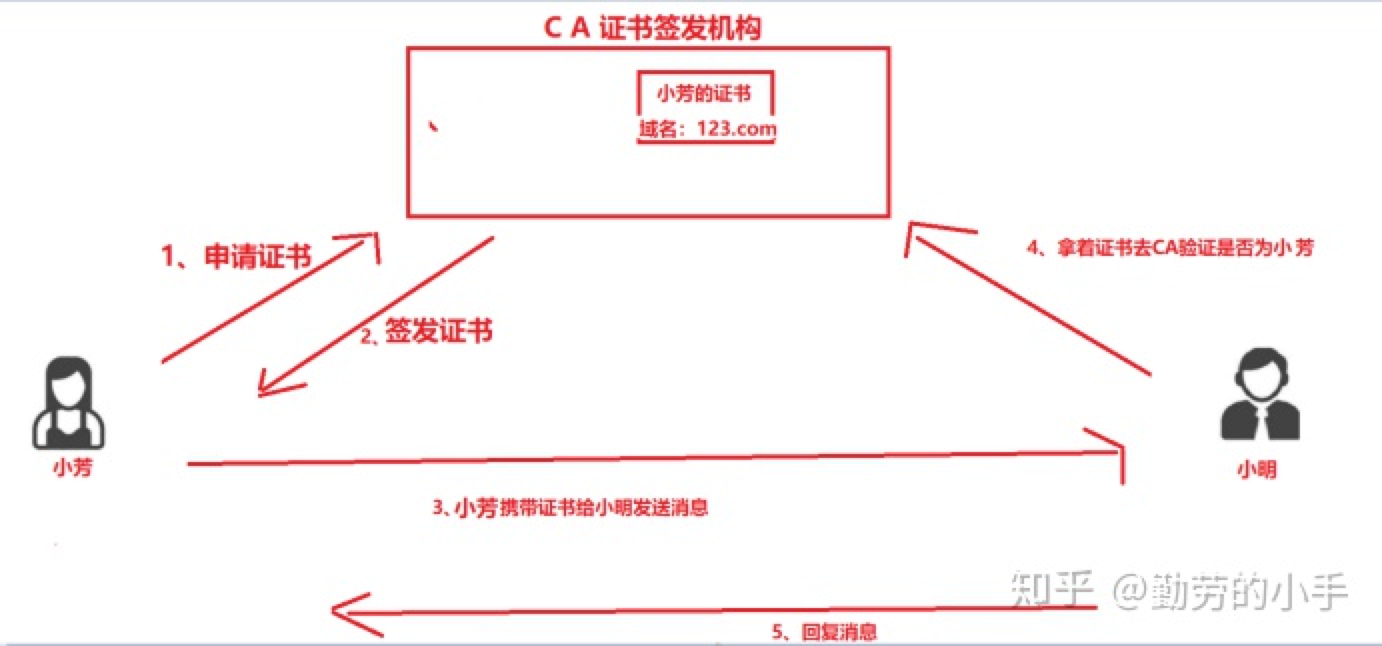 CA证书签发机构
小芳的证书
域名：123.com
1、申请证书
4、拿着证书去CA验证是否为小芳
2、签发证书
小芳
小明
3、小芳携带证书给小明发送消息
知乎 @勤劳的小手
5、回复消息